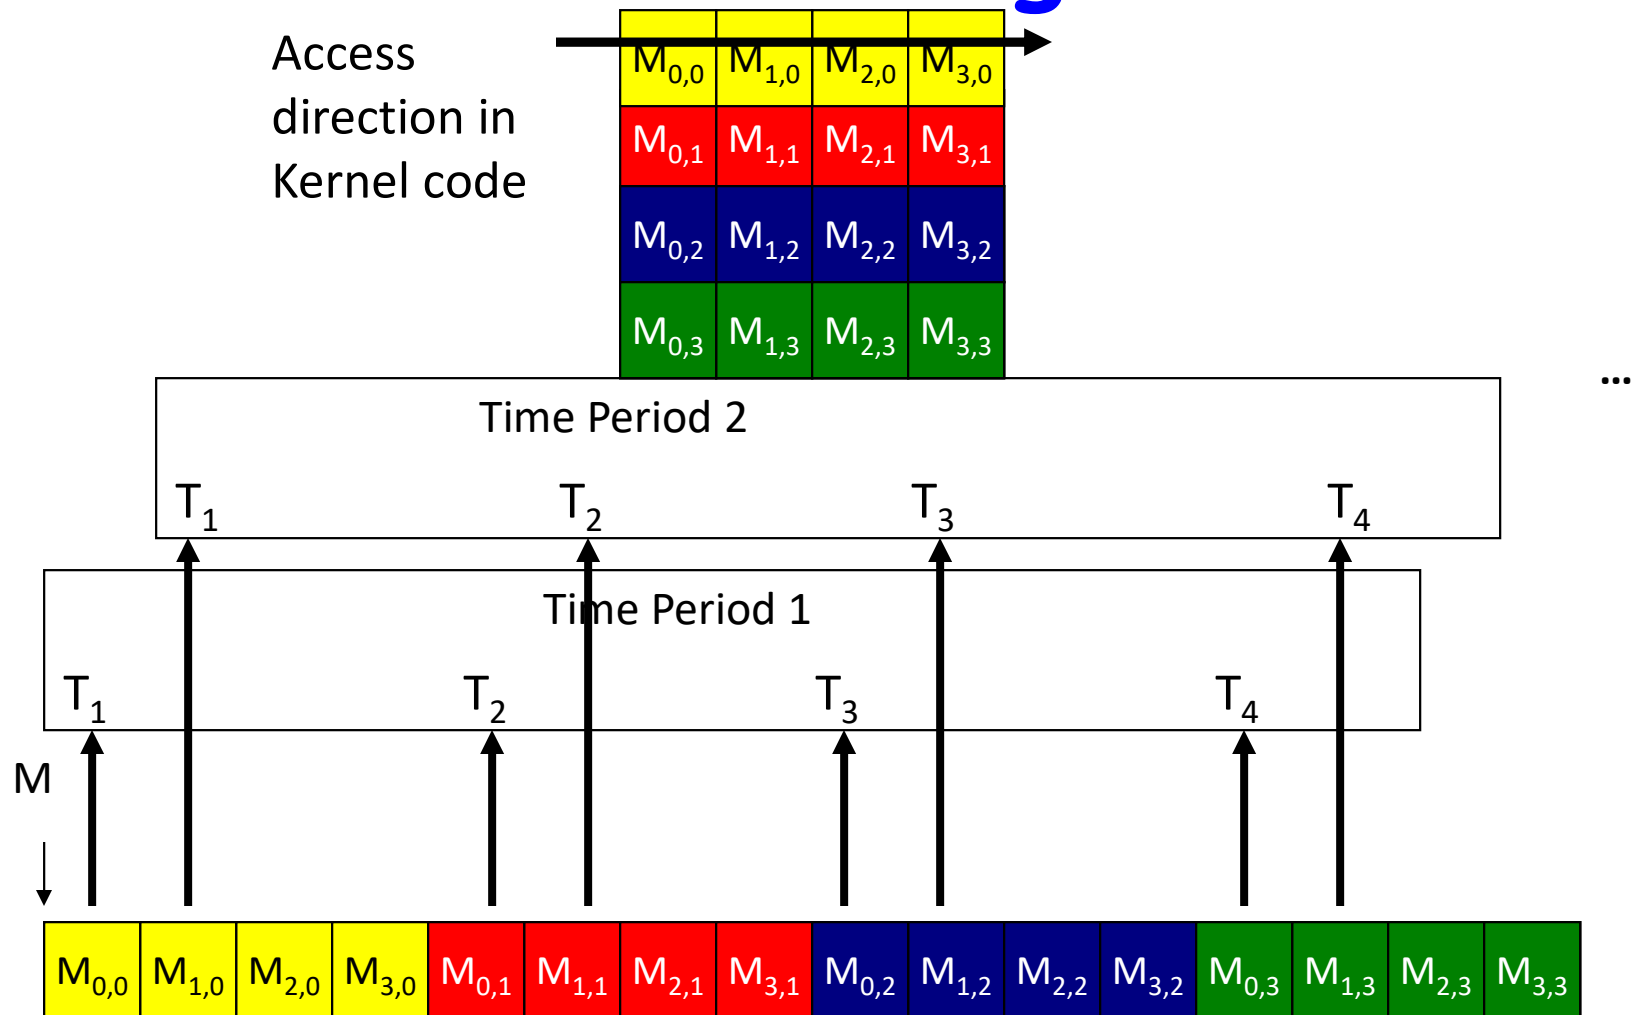 Access
direction in
Kernel code
M0,0 M1,0 M2,0 M3,0
M0,1 M1,1 M2,1 M3,1
M0,2 M1,2 M2,2 M3,2
M0,3 M1,3 M2,3 M3,3
...
Time Period 2
T1 T2 T3 T4
Time Period 1
T1 T2 T3 T4
M
M0,0 M1,0 M2,0 M3,0 M0,1 M1,1 M2,1 M3,1 M0,2 M1,2 M2,2 M3,2 M0,3 M1,3 M2,3 M3,3